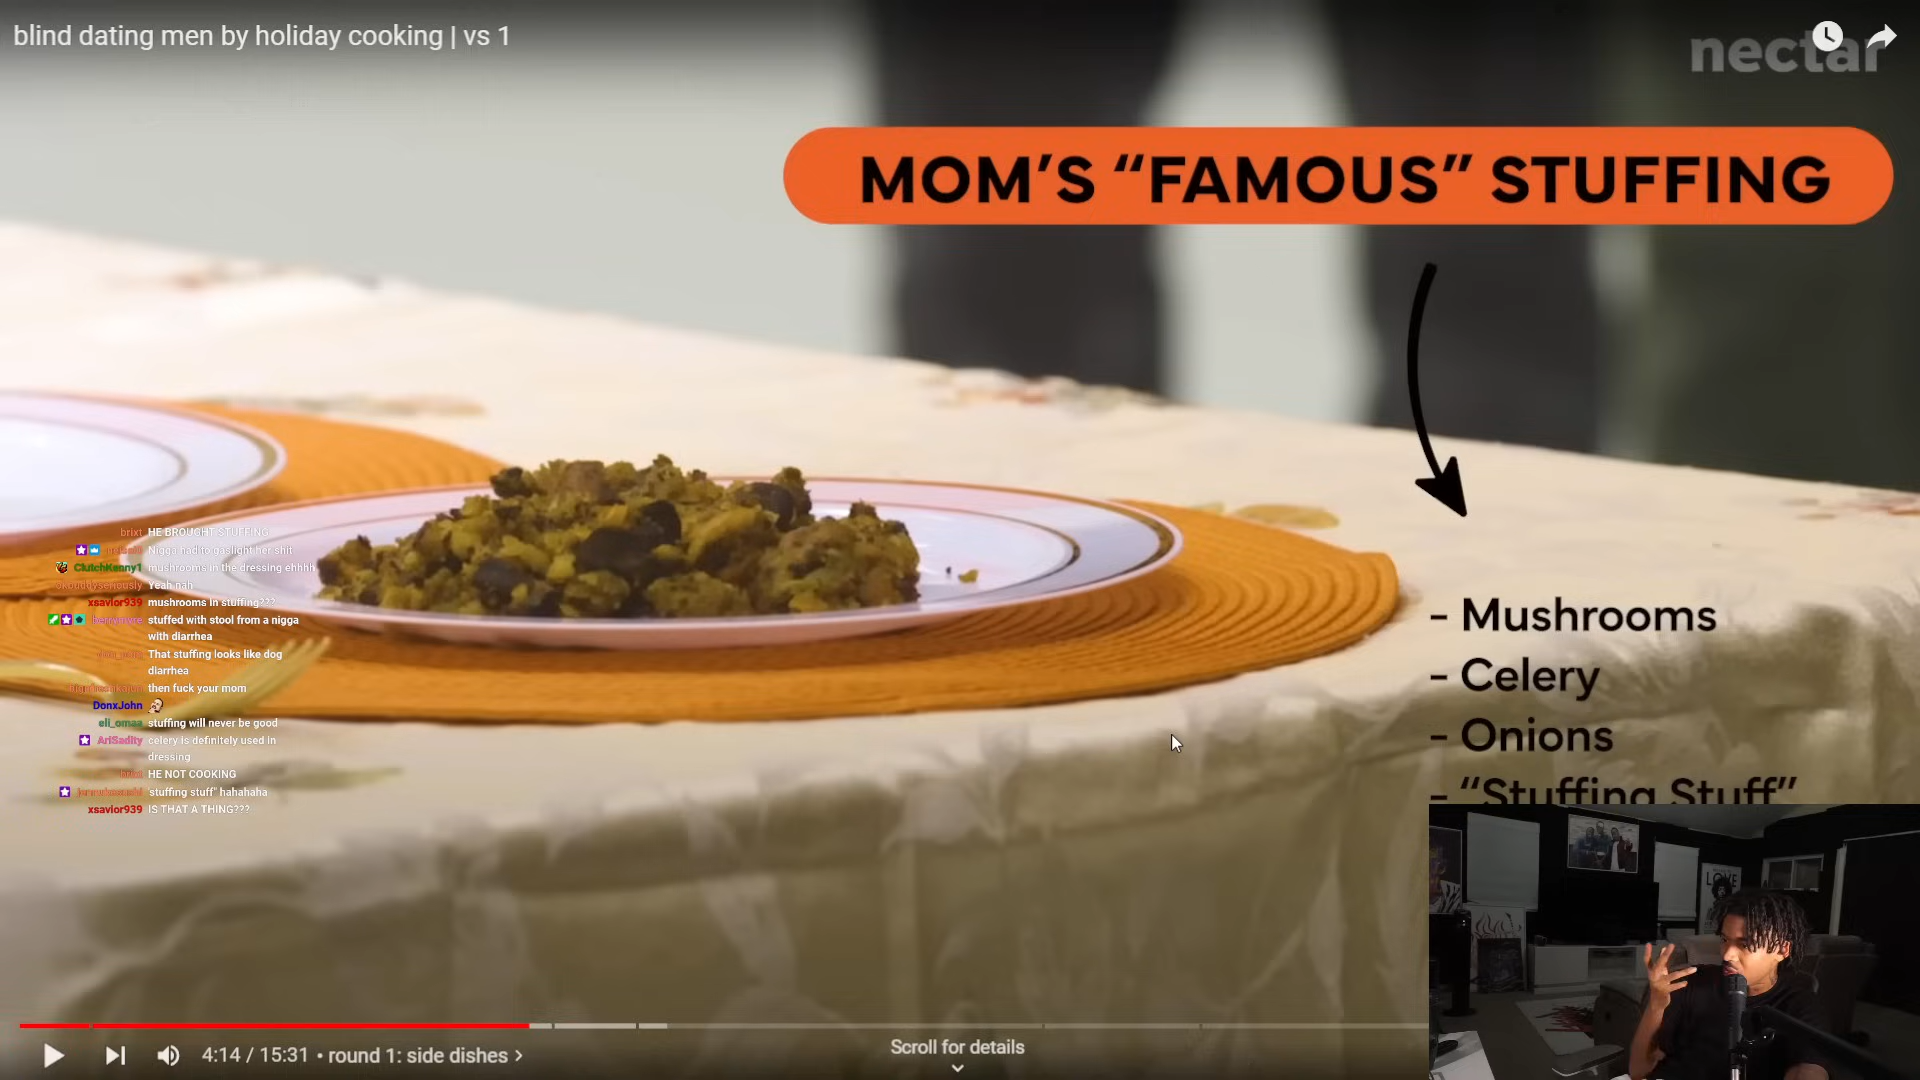 blind dating men by holiday cooking | vs 1
nectar
MOM'S “FAMOUS” STUFFING
- Mushrooms
- Celery
- Onions
- “Stuffing Stuff”
brixt HE BROUGHT STUFFING
Nigga had to gaslight her shit
ClutchKenny1 mushrooms in the dressing ehhhh
Yeah nah
xsavior939 mushrooms in stuffing???
stuffed with stool from a nigga
with diarrhea
That stuffing looks like dog
diarrhea
then fuck your mom
DonxJohn
eli_omaa stuffing will never be good
AriSadity celery is definitely used in
dressing
brixt HE NOT COOKING
"stuffing stuff" hahahaha
xsavior939 IS THAT A THING???
LOVE
4:14 / 15:31 • round 1: side dishes >
Scroll for details